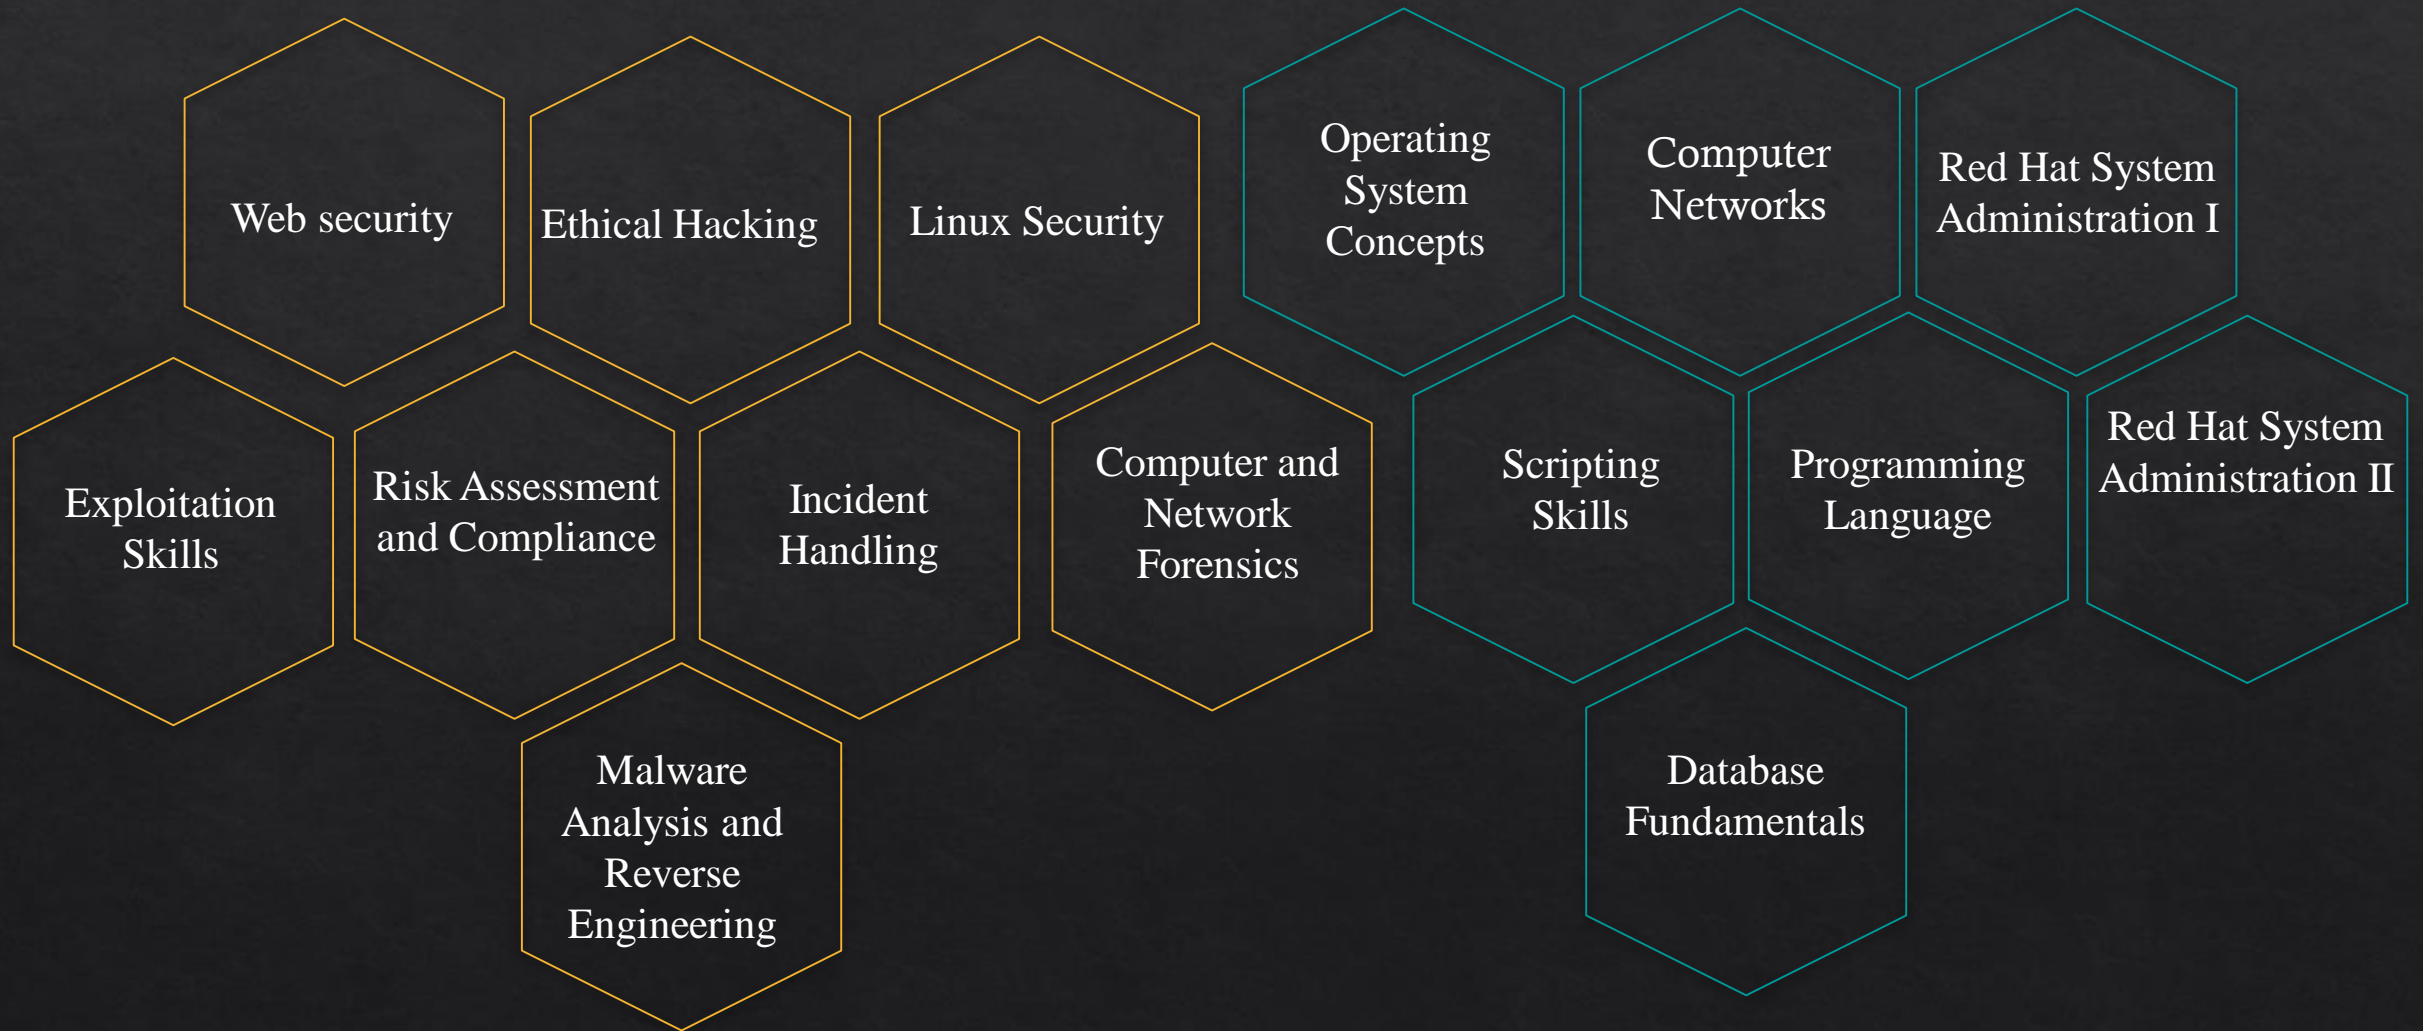 Web security
Ethical Hacking
Linux Security
Operating
System
Concepts
Computer
Networks
Red Hat System
Administration I
Exploitation
Skills
Risk Assessment
and Compliance
Incident
Handling
Computer and
Network
Forensics
Scripting
Skills
Programming
Language
Red Hat System
Administration II
Malware
Analysis and
Reverse
Engineering
Database
Fundamentals